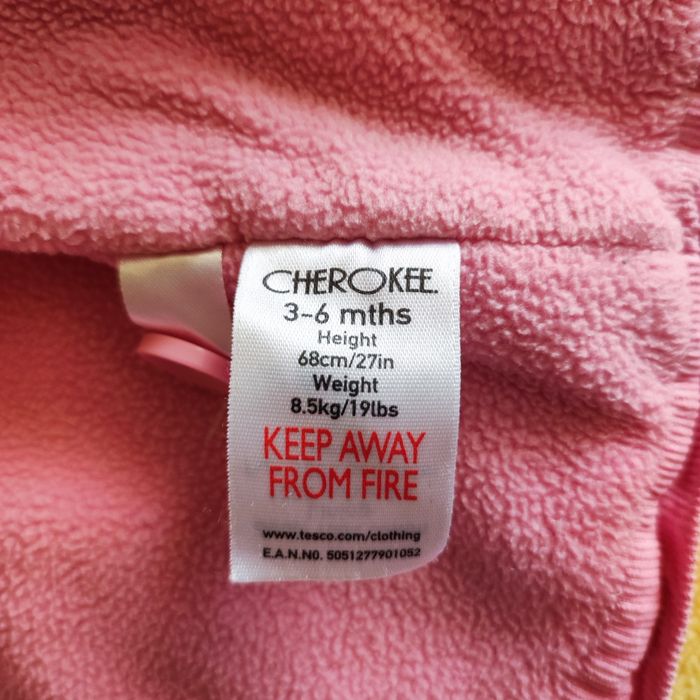 CHEROKEE.
3-6 mths
Height
68cm/27in
Weight
8.5kg/19lbs
KEEP AWAY
FROM FIRE
www.tesco.com/clothing
E.A.N.N0. 5051277901052